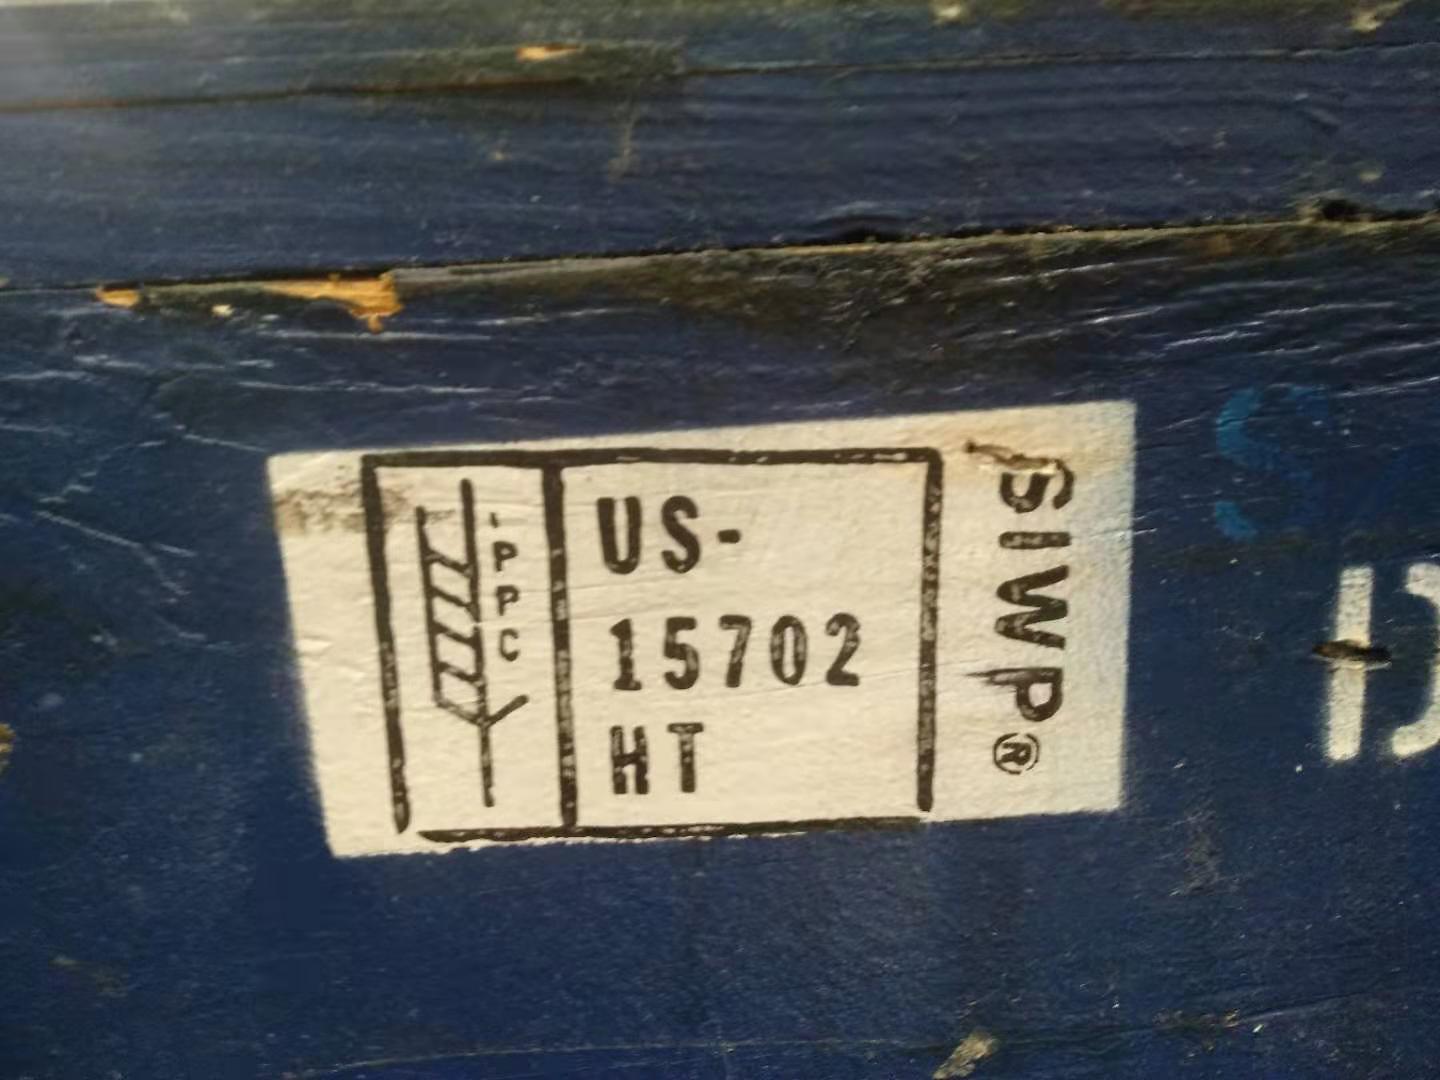 IPPC
US-
15702
HT
SIWP®